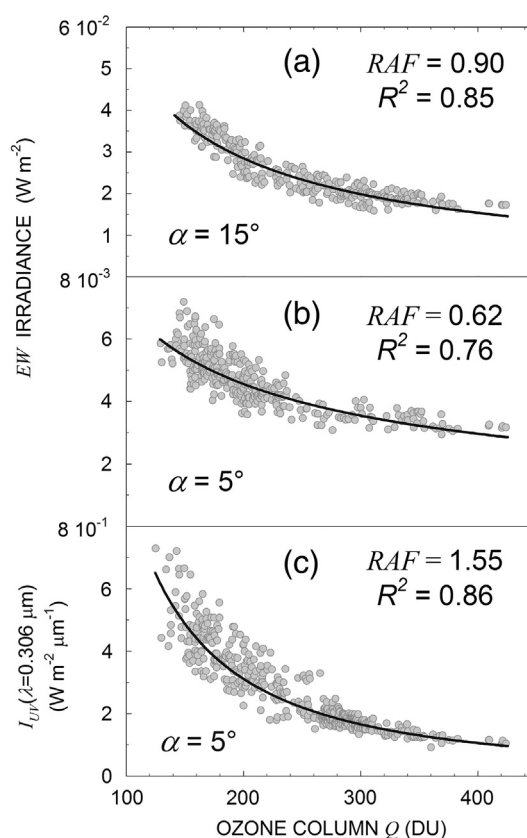 6 10⁻²
(a)
RAF = 0.90
R² = 0.85
4
3
2
1
α = 15°
EW IRRADIANCE (W m⁻²)
8 10⁻³
(b)
RAF = 0.62
R² = 0.76
6
4
2
α = 5°
8 10⁻¹
(c)
RAF = 1.55
R² = 0.86
6
4
2
0
α = 5°
I_UV(λ=0.306 μm)
(W m⁻² μm⁻¹)
100 200 300 400
OZONE COLUMN Q (DU)